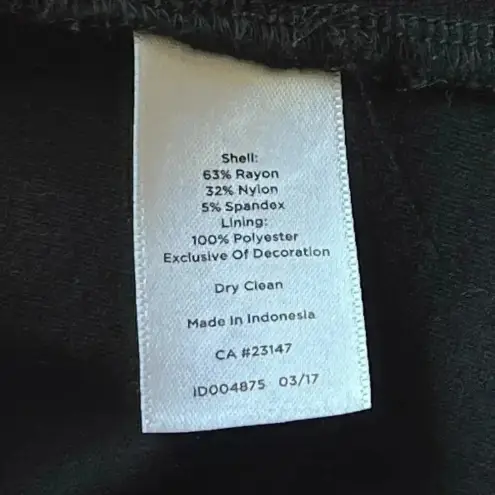 Shell:
63% Rayon
32% Nylon
5% Spandex
Lining:
100% Polyester
Exclusive Of Decoration
Dry Clean
Made In Indonesia
CA #23147
ID004875 03/17